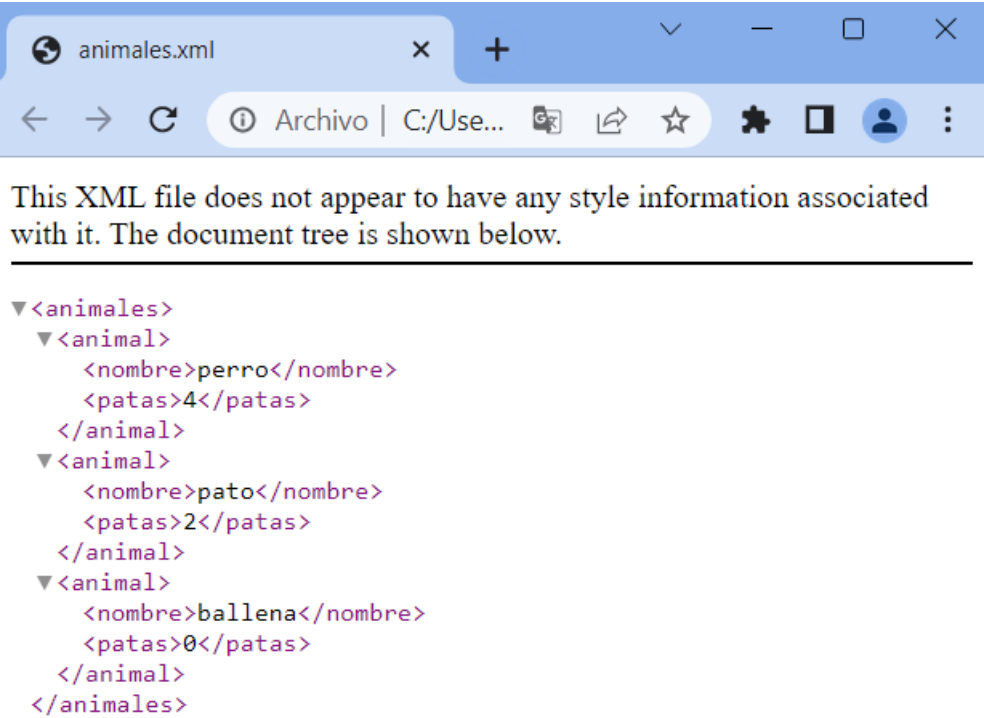 animales.xml
Archivo | C:/Use...
This XML file does not appear to have any style information associated
with it. The document tree is shown below.
▼<animales>
▼<animal>
<nombre>perro</nombre>
<patas>4</patas>
</animal>
▼<animal>
<nombre>pato</nombre>
<patas>2</patas>
</animal>
▼<animal>
<nombre>ballena</nombre>
<patas>0</patas>
</animal>
</animales>